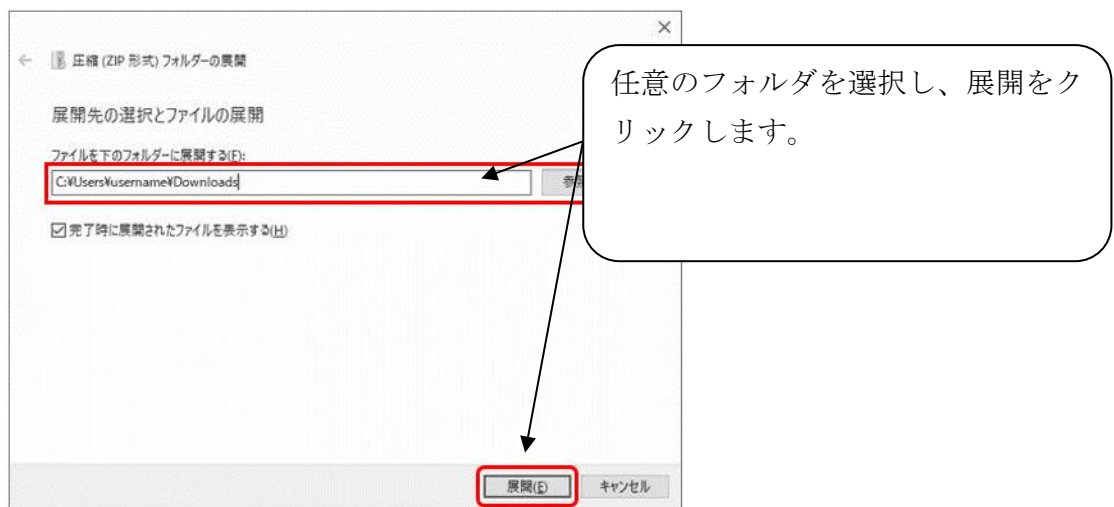 圧縮 (ZIP 形式) フォルダーの展開
展開先の選択とファイルの展開
ファイルを下のフォルダーに展開する(F):
C:¥Users¥username¥Downloads
完了時に展開されたファイルを表示する(H)
展開(E)
キャンセル
任意のフォルダを選択し、展開をク
リックします。